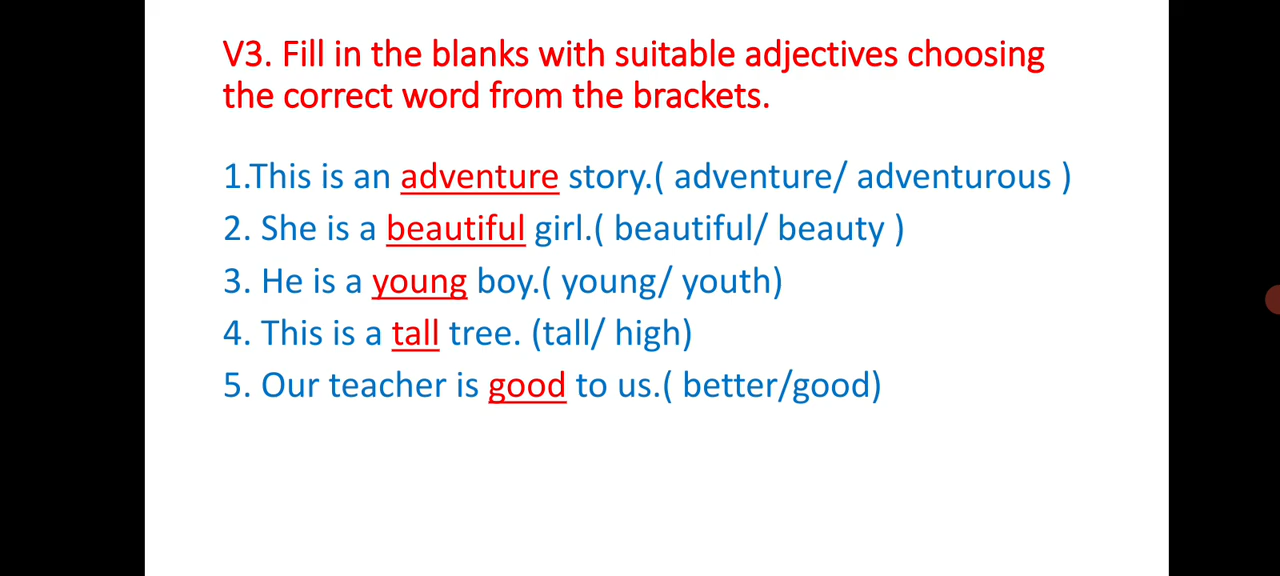 V3. Fill in the blanks with suitable adjectives choosing
the correct word from the brackets.
1.This is an adventure story.( adventure/ adventurous )
2. She is a beautiful girl.( beautiful/ beauty )
3. He is a young boy.( young/ youth)
4. This is a tall tree. (tall/ high)
5. Our teacher is good to us.( better/good)